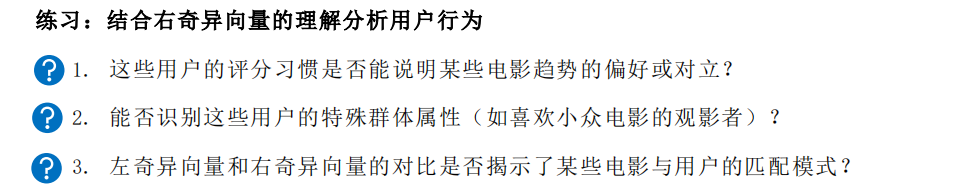 练习：结合右奇异向量的理解分析用户行为
? 1. 这些用户的评分习惯是否能说明某些电影趋势的偏好或对立？
? 2. 能否识别这些用户的特殊群体属性（如喜欢小众电影的观影者）？
? 3. 左奇异向量和右奇异向量的对比是否揭示了某些电影与用户的匹配模式？